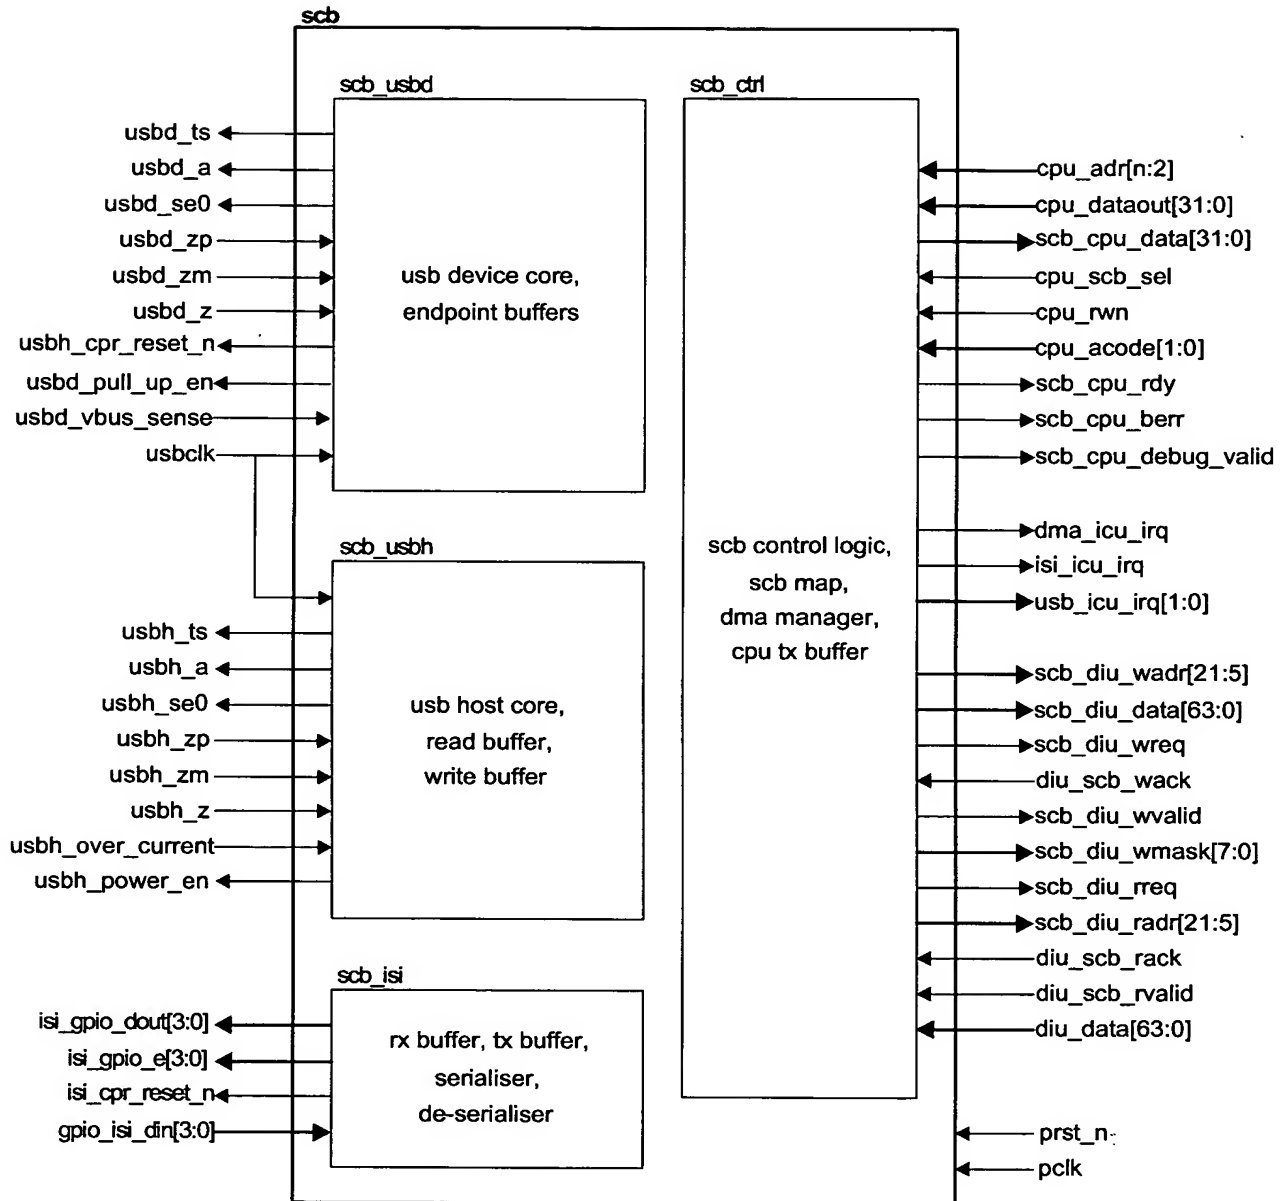 scb
scb_usbd
usbd_ts
usbd_a
usbd_se0
usbd_zp
usbd_zm
usbd_z
usbh_cpr_reset_n
usbd_pull_up_en
usbd_vbus_sense
usbclk
usb device core,
endpoint buffers
scb_usbh
usbh_ts
usbh_a
usbh_se0
usbh_zp
usbh_zm
usbh_z
usbh_over_current
usbh_power_en
usb host core,
read buffer,
write buffer
scb_isi
isi_gpio_dout[3:0]
isi_gpio_e[3:0]
isi_cpr_reset_n
gpio_isi_din[3:0]
rx buffer, tx buffer,
serialiser,
de-serialiser
scb_ctrl
scb control logic,
scb map,
dma manager,
cpu tx buffer
cpu_adr[n:2]
cpu_dataout[31:0]
scb_cpu_data[31:0]
cpu_scb_sel
cpu_rwn
cpu_acode[1:0]
scb_cpu_rdy
scb_cpu_berr
scb_cpu_debug_valid
dma_icu_irq
isi_icu_irq
usb_icu_irq[1:0]
scb_diu_wadr[21:5]
scb_diu_data[63:0]
scb_diu_wreq
diu_scb_wack
scb_diu_wvalid
scb_diu_wmask[7:0]
scb_diu_rreq
scb_diu_radr[21:5]
diu_scb_rack
diu_scb_rvalid
diu_data[63:0]
prst_n
pclk